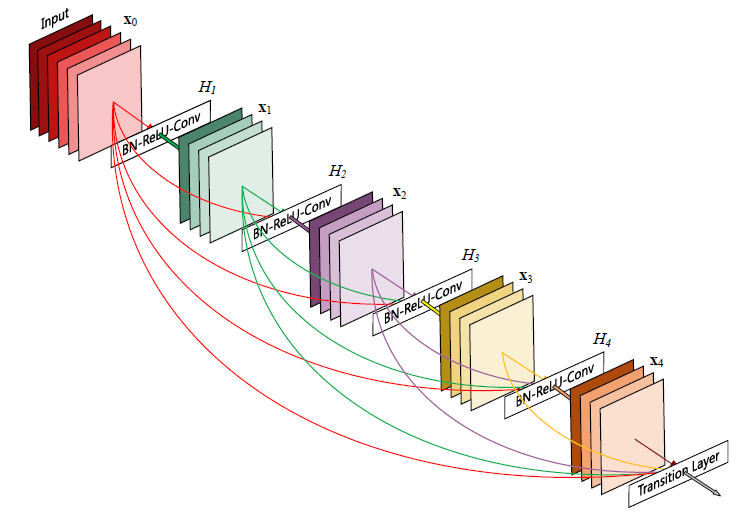 Input
x₀
H₁
BN-ReLU-Conv
x₁
H₂
BN-ReLU-Conv
x₂
H₃
BN-ReLU-Conv
x₃
H₄
BN-ReLU-Conv
x₄
Transition Layer